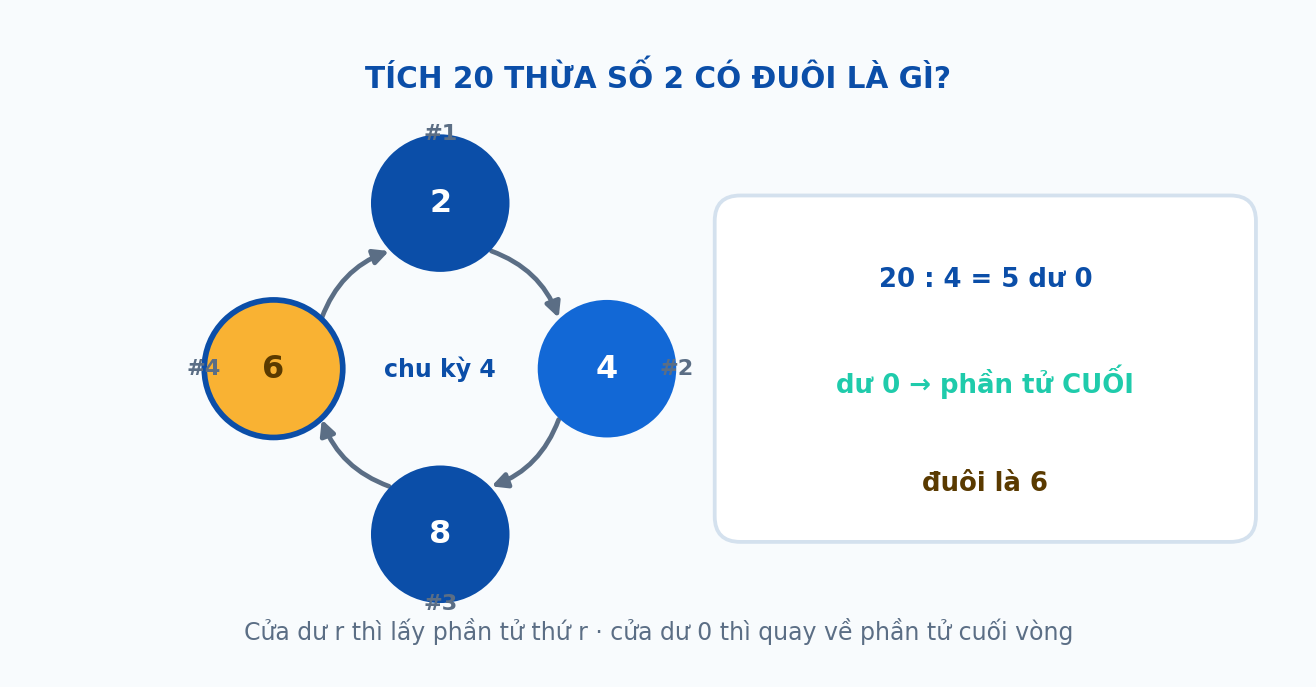 TÍCH 20 THỪA SỐ 2 CÓ ĐUÔI LÀ GÌ?
#1
2
#4
6
chu kỳ 4
4
#2
8
#3
20 : 4 = 5 dư 0
dư 0 → phần tử CUỐI
đuôi là 6
Cửa dư r thì lấy phần tử thứ r · cửa dư 0 thì quay về phần tử cuối vòng